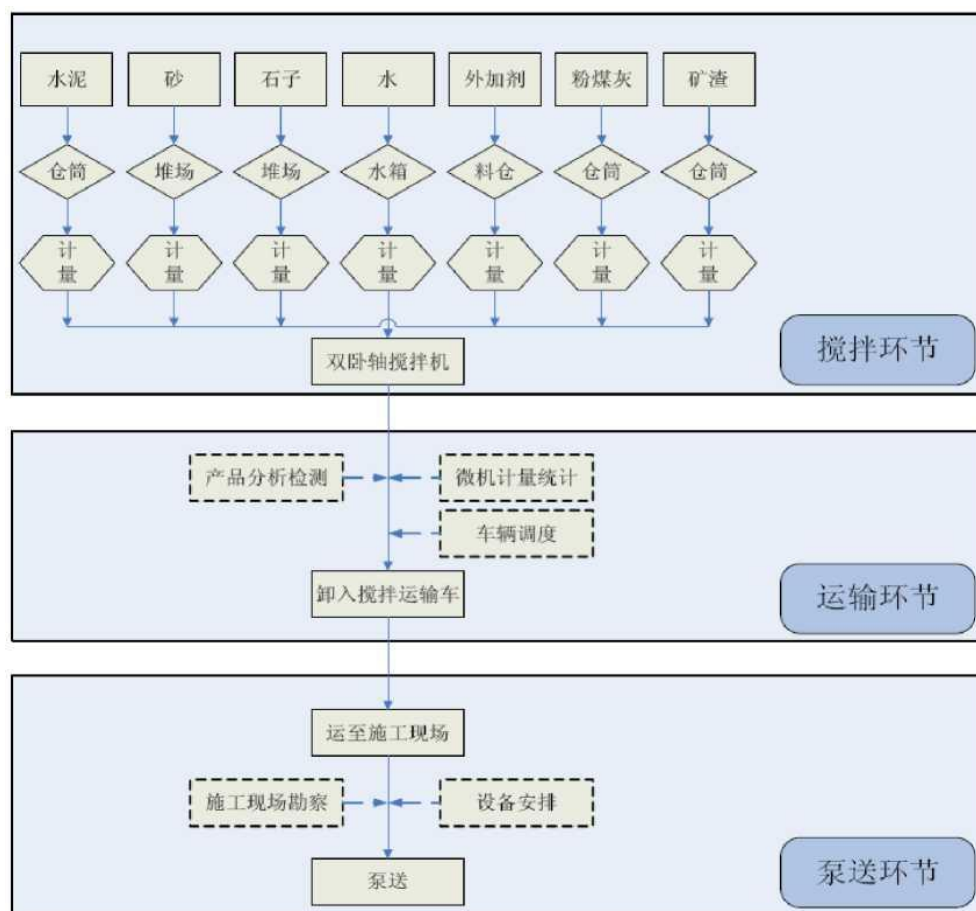 水泥 砂 石子 水 外加剂 粉煤灰 矿渣
仓筒 堆场 堆场 水箱 料仓 仓筒 仓筒
计 计 计 计 计 计 计
量 量 量 量 量 量 量
双卧轴搅拌机
搅拌环节
产品分析检测 微机计量统计
车辆调度
卸入搅拌运输车
运输环节
运至施工现场
施工现场勘察 设备安排
泵送
泵送环节